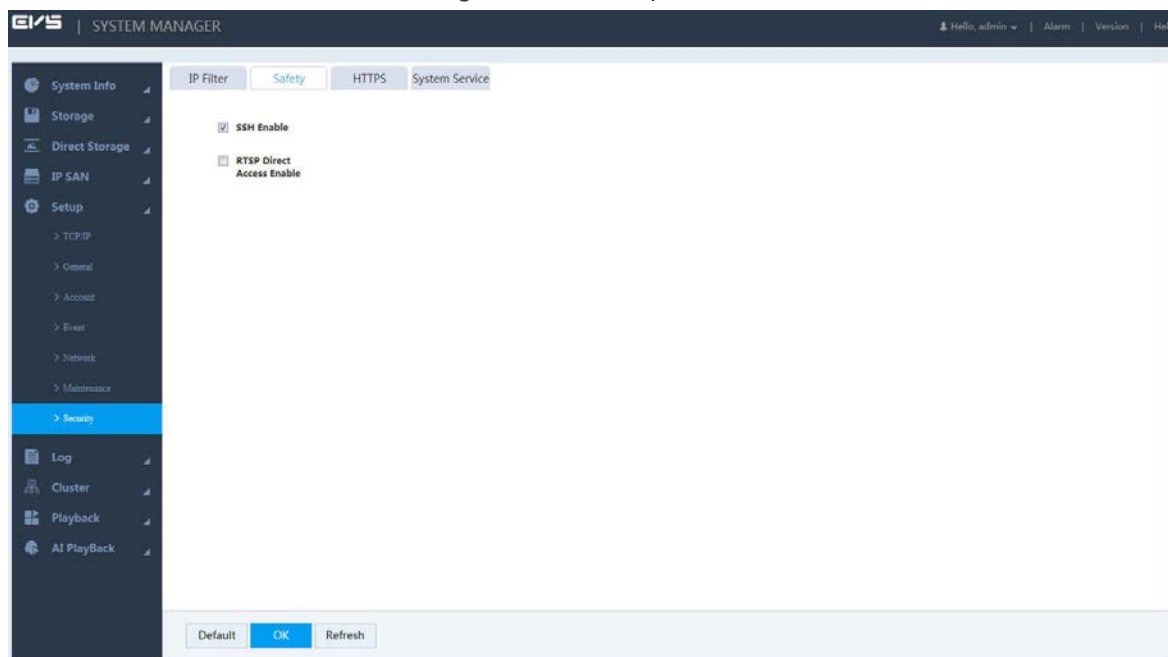 EVS | SYSTEM MANAGER
Hello, admin | Alarm | Version | Hel
IP Filter Safety HTTPS System Service
System Info
Storage
Direct Storage
IP SAN
Setup
> TCP/IP
> General
> Account
> Event
> Network
> Maintenance
> Security
Log
Cluster
Playback
AI PlayBack
SSH Enable
RTSP Direct
Access Enable
Default OK Refresh